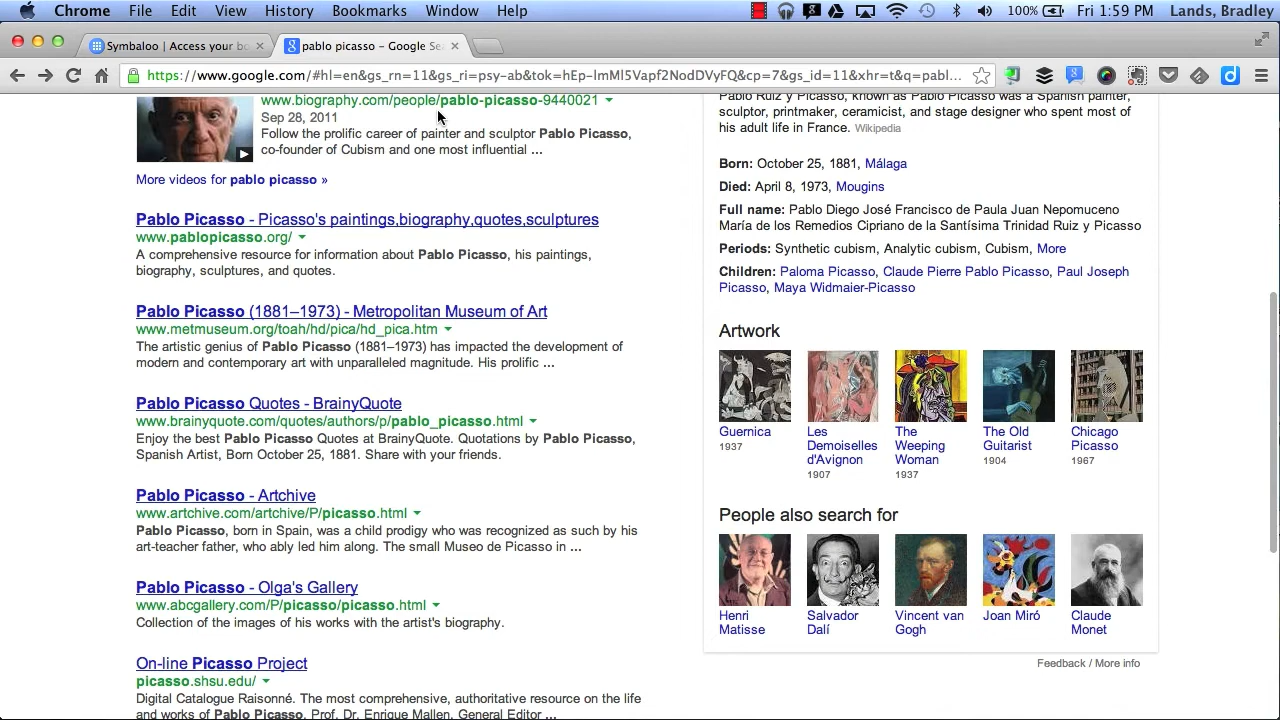 Chrome File Edit View History Bookmarks Window Help 100% Fri 1:59 PM Lands, Bradley
Symbaloo | Access your bo
pablo picasso - Google Sea
https://www.google.com/#hl=en&gs_rn=11&gs_ri=psy-ab&tok=hEp-lmMl5Vapf2NodDVyFQ&cp=7&gs_id=11&xhr=t&q=pabl...
www.biography.com/people/pablo-picasso-9440021
Sep 28, 2011
Follow the prolific career of painter and sculptor Pablo Picasso,
co-founder of Cubism and one most influential ...
More videos for pablo picasso »
Pablo Picasso - Picasso's paintings,biography,quotes,sculptures
www.pablopicasso.org/
A comprehensive resource for information about Pablo Picasso, his paintings,
biography, sculptures, and quotes.
Pablo Picasso (1881–1973) - Metropolitan Museum of Art
www.metmuseum.org/toah/hd/pica/hd_pica.htm
The artistic genius of Pablo Picasso (1881–1973) has impacted the development of
modern and contemporary art with unparalleled magnitude. His prolific ...
Pablo Picasso Quotes - BrainyQuote
www.brainyquote.com/quotes/authors/p/pablo_picasso.html
Enjoy the best Pablo Picasso Quotes at BrainyQuote. Quotations by Pablo Picasso,
Spanish Artist, Born October 25, 1881. Share with your friends.
Pablo Picasso - Artchive
www.artchive.com/artchive/P/picasso.html
Pablo Picasso, born in Spain, was a child prodigy who was recognized as such by his
art-teacher father, who ably led him along. The small Museo de Picasso in ...
Pablo Picasso - Olga's Gallery
www.abcgallery.com/P/picasso/picasso.html
Collection of the images of his works with the artist's biography.
On-line Picasso Project
picasso.shsu.edu/
Digital Catalogue Raisonné. The most comprehensive, authoritative resource on the life
and works of Pablo Picasso. Prof. Dr. Enrique Mallen, General Editor ...
Pablo Ruiz y Picasso, known as Pablo Picasso was a Spanish painter,
sculptor, printmaker, ceramicist, and stage designer who spent most of
his adult life in France. Wikipedia
Born: October 25, 1881, Málaga
Died: April 8, 1973, Mougins
Full name: Pablo Diego José Francisco de Paula Juan Nepomuceno
María de los Remedios Cipriano de la Santísima Trinidad Ruiz y Picasso
Periods: Synthetic cubism, Analytic cubism, Cubism, More
Children: Paloma Picasso, Claude Pierre Pablo Picasso, Paul Joseph
Picasso, Maya Widmaier-Picasso
Artwork
Guernica
1937
Les
Demoiselles
d'Avignon
1907
The
Weeping
Woman
1937
The Old
Guitarist
1904
Chicago
Picasso
1967
People also search for
Henri
Matisse
Salvador
Dalí
Vincent van
Gogh
Joan Miró
Claude
Monet
Feedback / More info